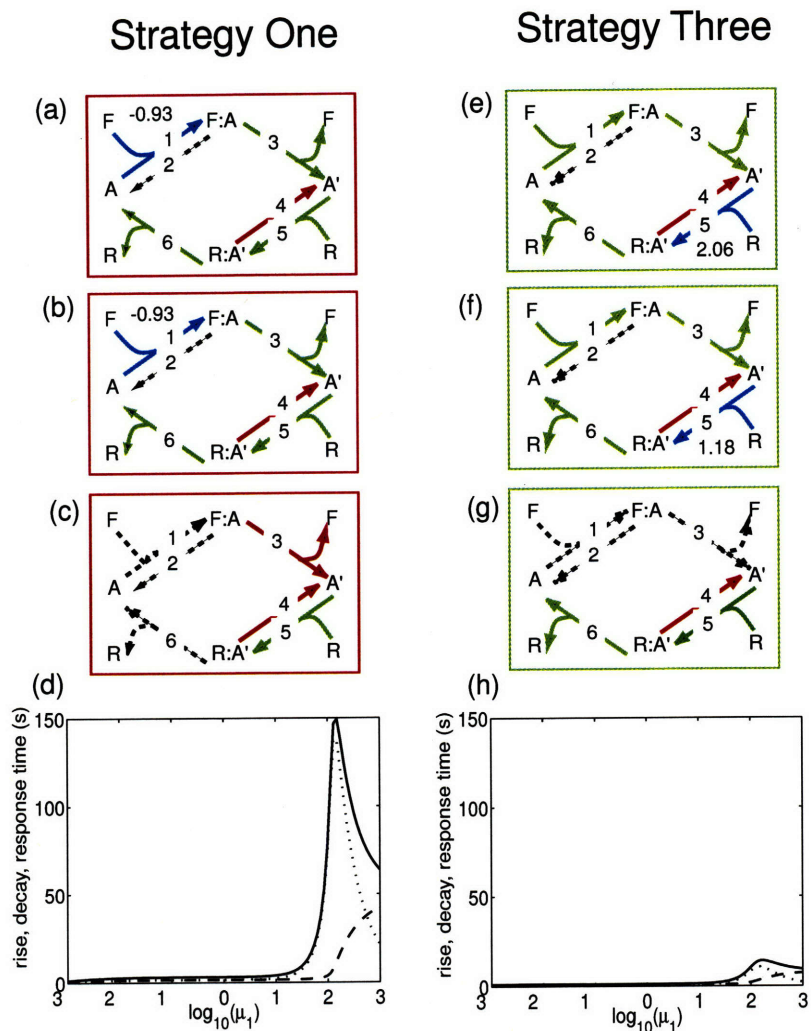 Strategy One
Strategy Three
(a)
F -0.93 F:A F
1
2
3
A A'
4
5
6
R R:A' R
(b)
F -0.93 F:A F
1
2
3
A A'
4
5
6
R R:A' R
(c)
F F:A F
1
2
3
A A'
4
5
6
R R:A' R
(d)
rise, decay, response time (s)
150
100
50
0
3 2 1 0 1 2 3
log10(μ1)
(e)
F F:A F
1
2
3
A A'
4
5
6
2.06
R R:A' R
(f)
F F:A F
1
2
3
A A'
4
5
6
1.18
R R:A' R
(g)
F F:A F
1
2
3
A A'
4
5
6
R R:A' R
(h)
rise, decay, response time (s)
150
100
50
0
3 2 1 0 1 2 3
log10(μ1)